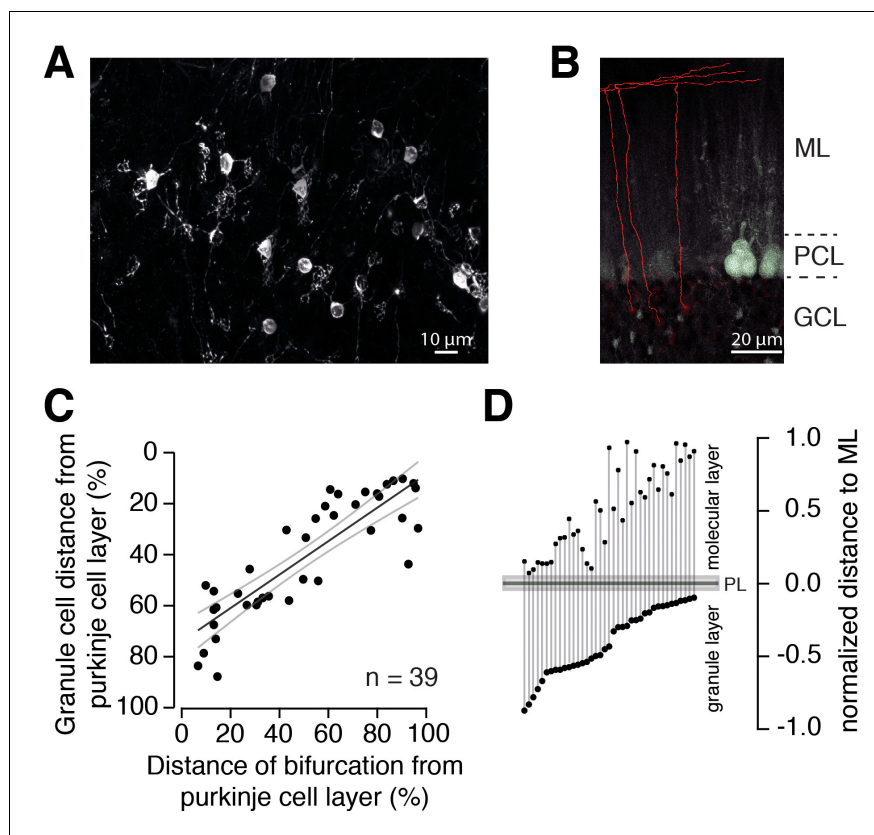 A
B
10 µm
ML
PCL
GCL
20 µm
C
Granule cell distance from
purkinje cell layer (%)
0
20
40
60
80
100
n = 39
0 20 40 60 80 100
Distance of bifurcation from
purkinje cell layer (%)
D
molecular layer
PL
granule layer
1.0
0.5
0.0
-0.5
-1.0
normalized distance to ML